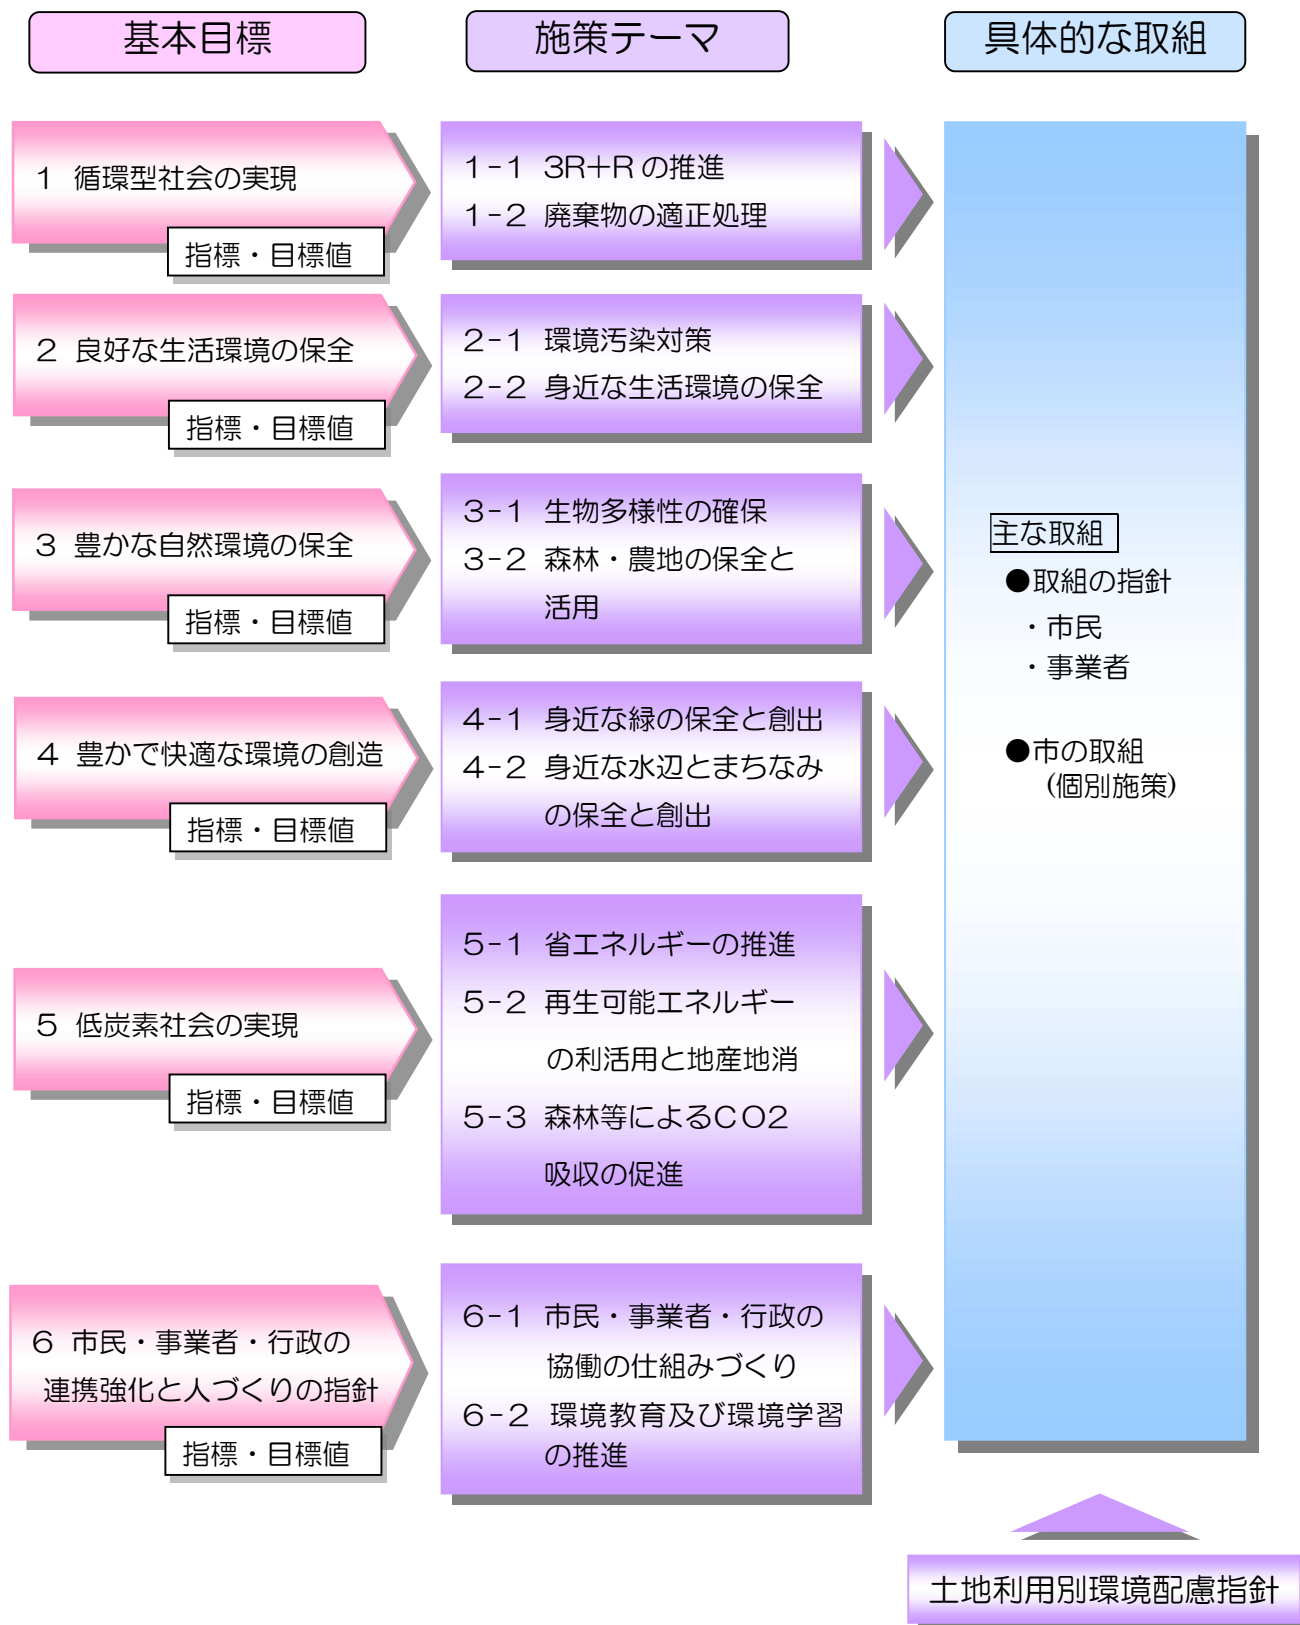 基本目標
施策テーマ
具体的な取組
1 循環型社会の実現
指標・目標値
1-1 3R+Rの推進
1-2 廃棄物の適正処理
2 良好な生活環境の保全
指標・目標値
2-1 環境汚染対策
2-2 身近な生活環境の保全
3 豊かな自然環境の保全
指標・目標値
3-1 生物多様性の確保
3-2 森林・農地の保全と
活用
4 豊かで快適な環境の創造
指標・目標値
4-1 身近な緑の保全と創出
4-2 身近な水辺とまちなみ
の保全と創出
5 低炭素社会の実現
指標・目標値
5-1 省エネルギーの推進
5-2 再生可能エネルギー
の利活用と地産地消
5-3 森林等によるCO2
吸収の促進
6 市民・事業者・行政の
連携強化と人づくりの指針
指標・目標値
6-1 市民・事業者・行政の
協働の仕組みづくり
6-2 環境教育及び環境学習
の推進
主な取組
●取組の指針
・市民
・事業者
●市の取組
(個別施策)
土地利用別環境配慮指針